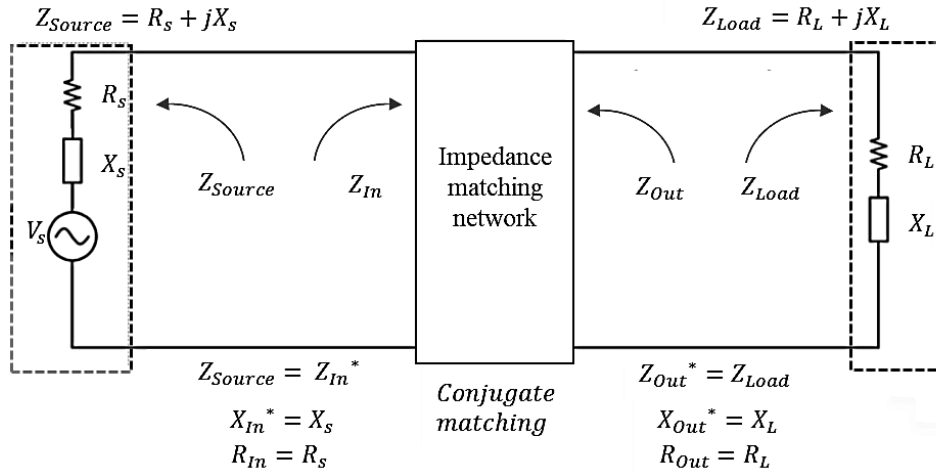 Z_Source = R_s + jX_s
Z_Load = R_L + jX_L
R_s
X_s
V_s
Z_Source
Z_In
Impedance
matching
network
Z_Out
Z_Load
R_L
X_L
Z_Source = Z_In*
X_In* = X_s
R_In = R_s
Conjugate
matching
Z_Out* = Z_Load
X_Out* = X_L
R_Out = R_L